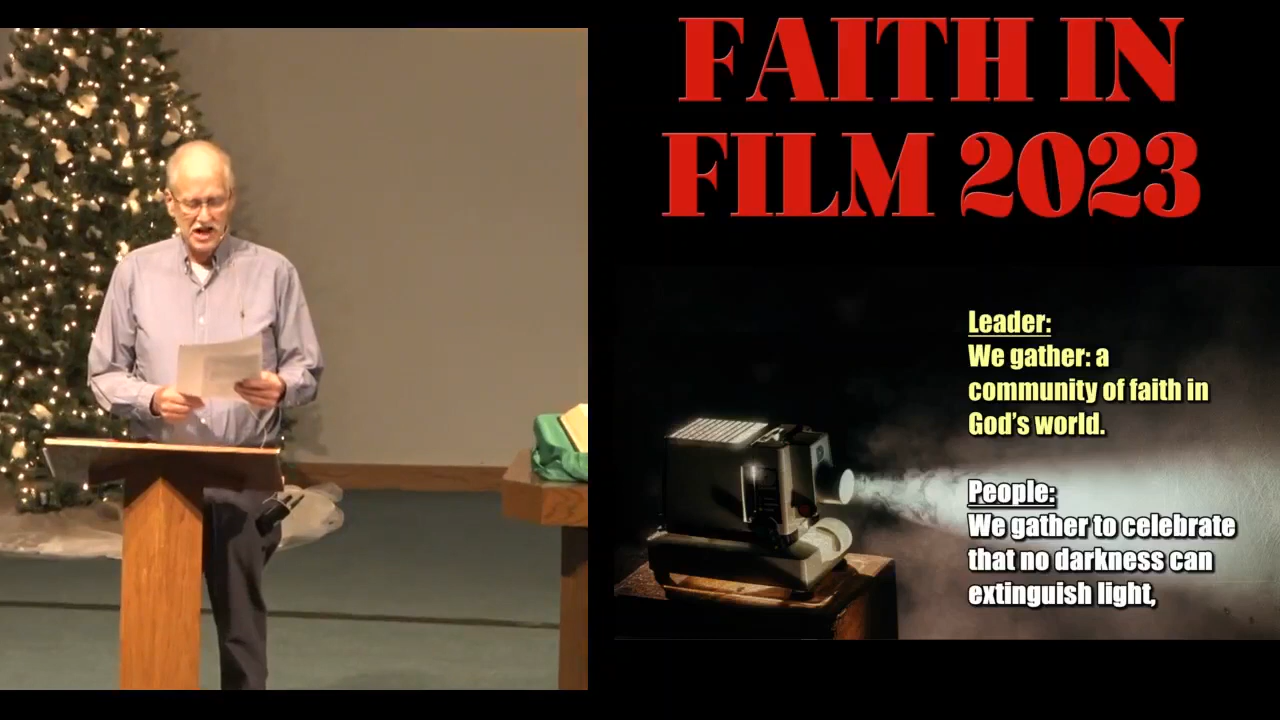 FAITH IN
FILM 2023
Leader:
We gather: a
community of faith in
God's world.
People:
We gather to celebrate
that no darkness can
extinguish light,